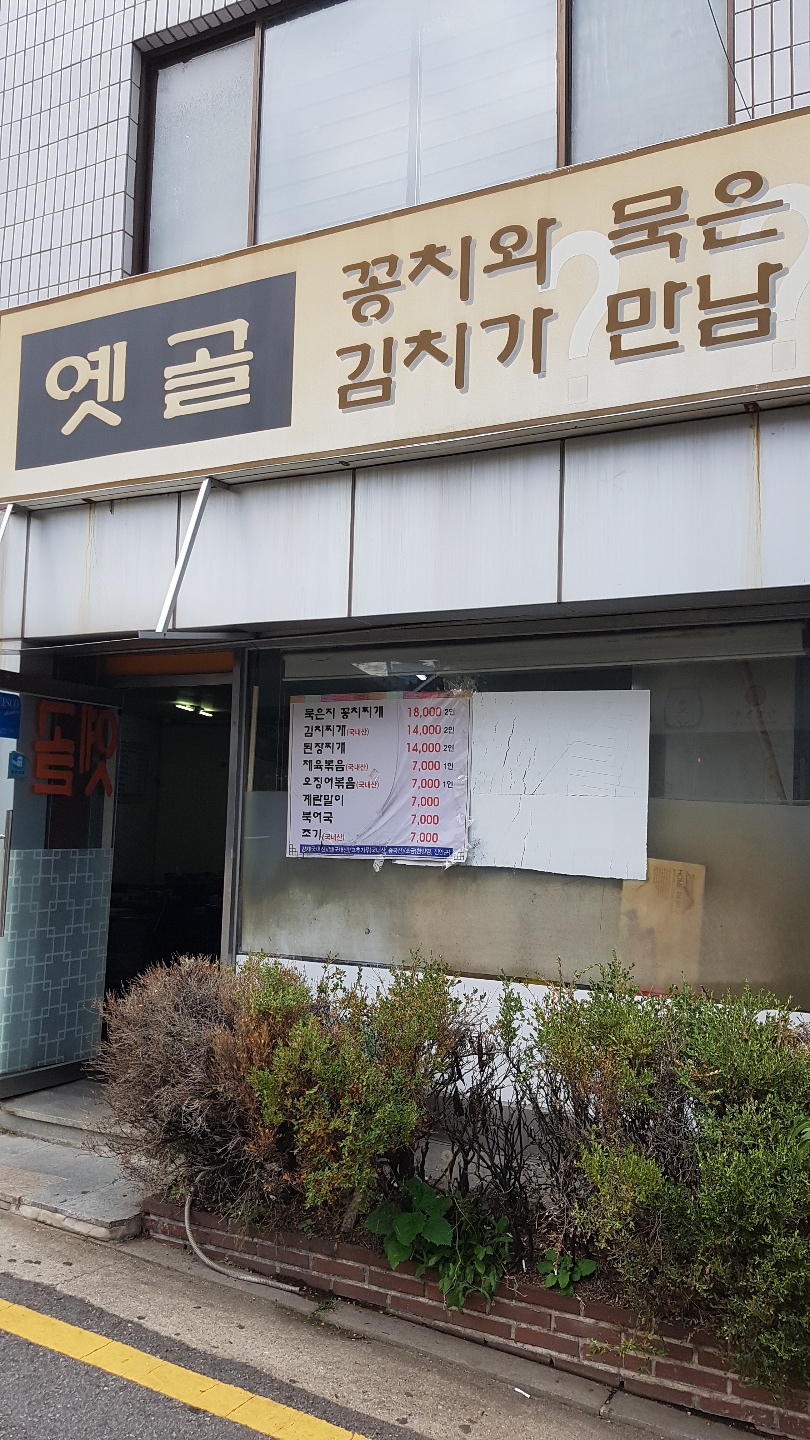 옛골
꽁치와 묵은
김치가 만남
묵은지 꽁치찌개 18,000 2인
김치찌개(국내산) 14,000 2인
된장찌개 14,000 2인
제육볶음(국내산) 7,000 1인
오징어볶음(국내산) 7,000 1인
계란말이 7,000
북어국 7,000
조기(국내산) 7,000
옛골